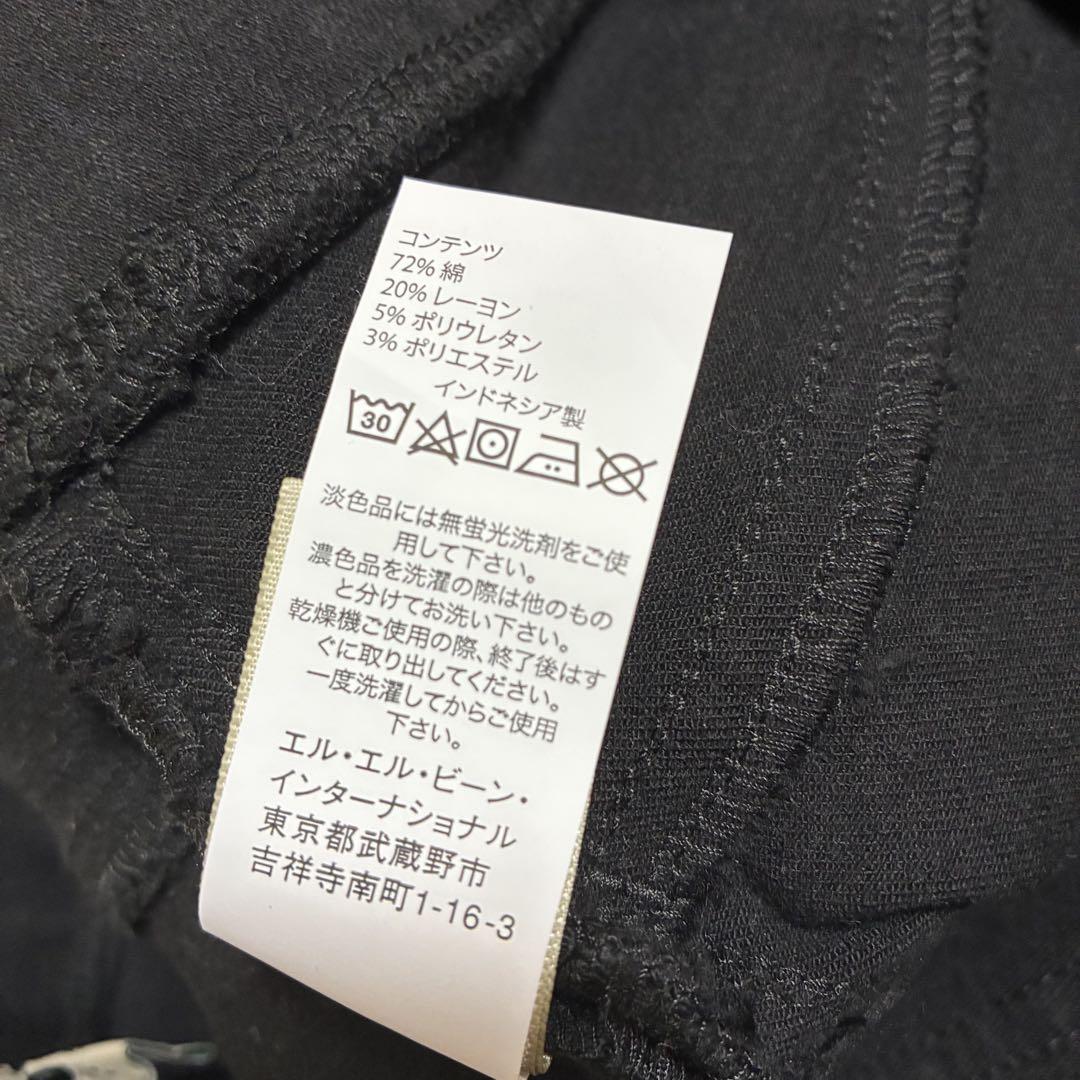 コンテンツ
72% 綿
20% レーヨン
5% ポリウレタン
3% ポリエステル
インドネシア製
30
淡色品には無蛍光洗剤をご使
用して下さい。
濃色品を洗濯の際は他のもの
と分けてお洗い下さい。
乾燥機ご使用の際、終了後はす
ぐに取り出してください。
一度洗濯してからご使用
下さい。
エル・エル・ビーン・
インターナショナル
東京都武蔵野市
吉祥寺南町1-16-3